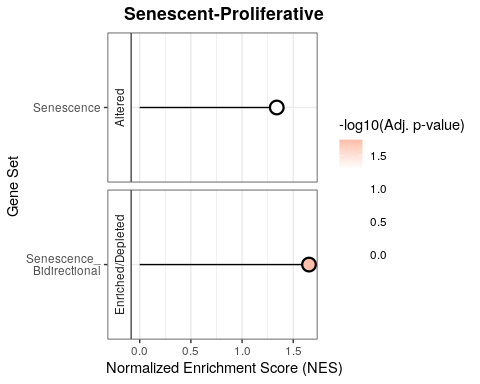 Senescent-Proliferative
Gene Set
Senescence
Altered
Senescence_
Bidirectional
Enriched/Depleted
0.0 0.5 1.0 1.5
Normalized Enrichment Score (NES)
-log10(Adj. p-value)
1.5
1.0
0.5
0.0